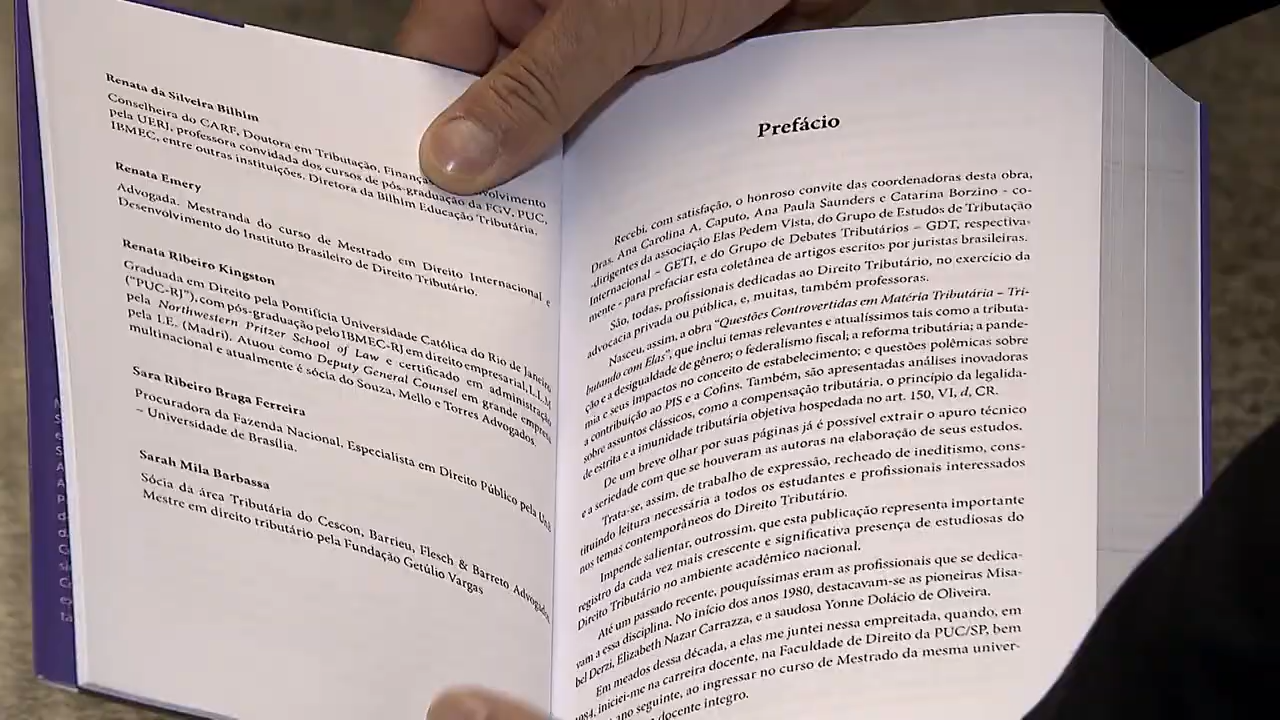 Renata da Silveira Bilhim
Conselheira do CARF, Doutora em Tributação, Finanças volvimento
pela UERJ, professora convidada dos cursos de pós-graduação da FGV, PUC,
IBMEC, entre outras instituições. Diretora da Bilhim Educação Tributária.
Renata Emery
Advogada. Mestranda do curso de Mestrado em Direito Internacional e
Desenvolvimento do Instituto Brasileiro de Direito Tributário.
Renata Ribeiro Kingston
Graduada em Direito pela Pontifícia Universidade Católica do Rio de Janeiro
("PUC-RJ"), com pós-graduação pelo IBMEC-RJ em direito empresarial, L.L.M
pela Northwestern Pritzer School of Law e certificado em administração
pela I.E. (Madri). Atuou como Deputy General Counsel em grande empresa
multinacional e atualmente é sócia do Souza, Mello e Torres Advogados.
Sara Ribeiro Braga Ferreira
Procuradora da Fazenda Nacional. Especialista em Direito Público pela UnB
– Universidade de Brasília.
Sarah Mila Barbassa
Sócia da área Tributária do Cescon, Barrieu, Flesch & Barreto Advogados
Mestre em direito tributário pela Fundação Getúlio Vargas
Prefácio
Recebi, com satisfação, o honroso convite das coordenadoras desta obra,
Dras. Ana Carolina A. Caputo, Ana Paula Saunders e Catarina Borzino - co-
-dirigentes da associação Elas Pedem Vista, do Grupo de Estudos de Tributação
Internacional – GETI, e do Grupo de Debates Tributários – GDT, respectiva-
mente - para prefaciar esta coletânea de artigos escritos por juristas brasileiras.
São, todas, profissionais dedicadas ao Direito Tributário, no exercício da
advocacia privada ou pública, e, muitas, também professoras.
Nasceu, assim, a obra "Questões Controvertidas em Matéria Tributária – Tri-
butando com Elas", que inclui temas relevantes e atualíssimos tais como a tributa-
ção e a desigualdade de gênero; o federalismo fiscal; a reforma tributária; a pande-
mia e seus impactos no conceito de estabelecimento; e questões polêmicas sobre
a contribuição ao PIS e a Cofins. Também, são apresentadas análises inovadoras
sobre assuntos clássicos, como a compensação tributária, o princípio da legalida-
de estrita e a imunidade tributária objetiva hospedada no art. 150, VI, d, CR.
De um breve olhar por suas páginas já é possível extrair o apuro técnico
e a seriedade com que se houveram as autoras na elaboração de seus estudos.
Trata-se, assim, de trabalho de expressão, recheado de ineditismo, cons-
tituindo leitura necessária a todos os estudantes e profissionais interessados
nos temas contemporâneos do Direito Tributário.
Impende salientar, outrossim, que esta publicação representa importante
registro da cada vez mais crescente e significativa presença de estudiosas do
Direito Tributário no ambiente acadêmico nacional.
Até um passado recente, pouquíssimas eram as profissionais que se dedica-
vam a essa disciplina. No início dos anos 1980, destacavam-se as pioneiras Misa-
bel Derzi, Elizabeth Nazar Carrazza, e a saudosa Yonne Dolácio de Oliveira.
Em meados dessa década, a elas me juntei nessa empreitada, quando, em
1984, iniciei-me na carreira docente, na Faculdade de Direito da PUC/SP, bem
ano seguinte, ao ingressar no curso de Mestrado da mesma univer-
docente integro.